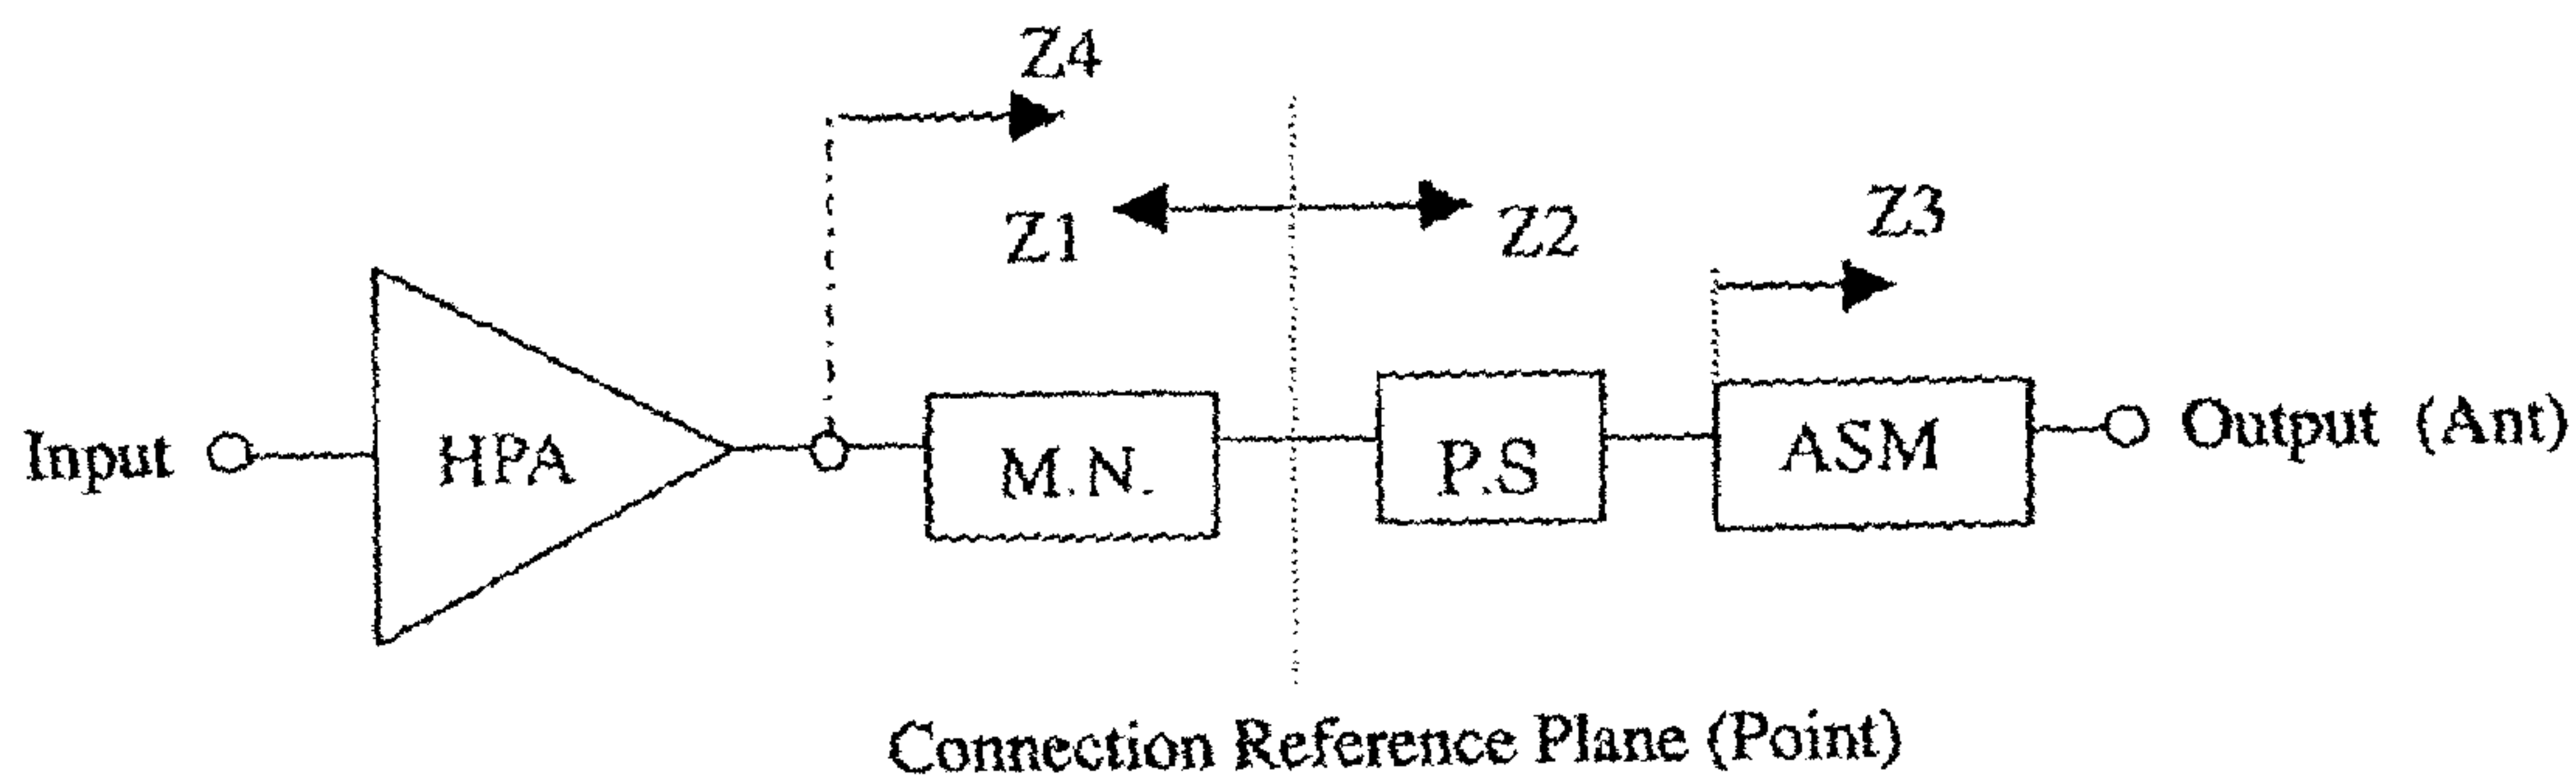 Z4
Z1
Z2
Z3
Input
HPA
M.N.
P.S
ASM
Output (Ant)
Connection Reference Plane (Point)